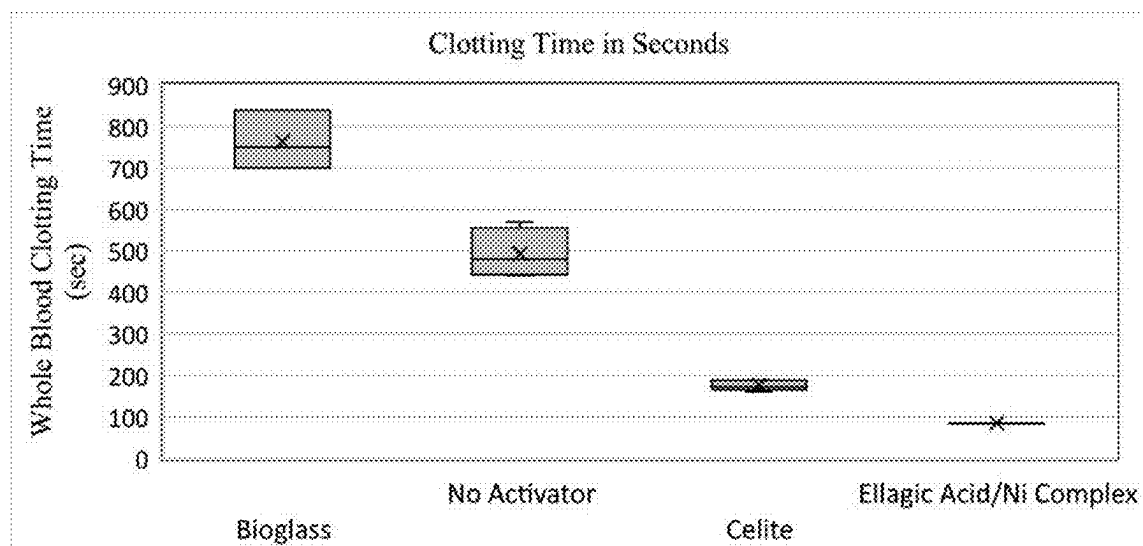 Clotting Time in Seconds
Whole Blood Clotting Time
(sec)
900
800
700
600
500
400
300
200
100
0
No Activator
Ellagic Acid/Ni Complex
Bioglass
Celite